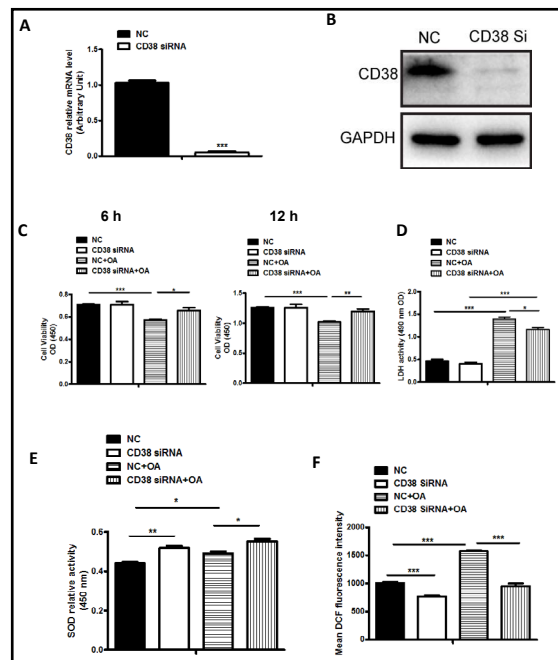 A
NC
CD38 siRNA
CD38 relative mRNA level
(Arbitrary Unit)
1.5
1.0
0.5
0.0
***
B
NC CD38 Si
CD38
GAPDH
C
6 h
NC
CD38 siRNA
NC+OA
CD38 siRNA+OA
Cell Viability
OD (450)
0.8
0.6
0.4
0.2
0.0
*** *
12 h
NC
CD38 siRNA
NC+OA
CD38 siRNA+OA
Cell Viability
OD (450)
1.5
1.0
0.5
0.0
*** **
D
NC
CD38 siRNA
NC+OA
CD38 siRNA+OA
LDH activity (490 nm OD)
2.0
1.5
1.0
0.5
0.0
***
*** *
E
NC
CD38 siRNA
NC+OA
CD38 siRNA+OA
SOD relative activity
(450 nm)
0.6
0.4
0.2
0.0
*
** *
F
NC
CD38 SiRNA
NC+OA
CD38 SiRNA+OA
Mean DCF fluorescence intensity
2000
1500
1000
500
0
*** ***
***